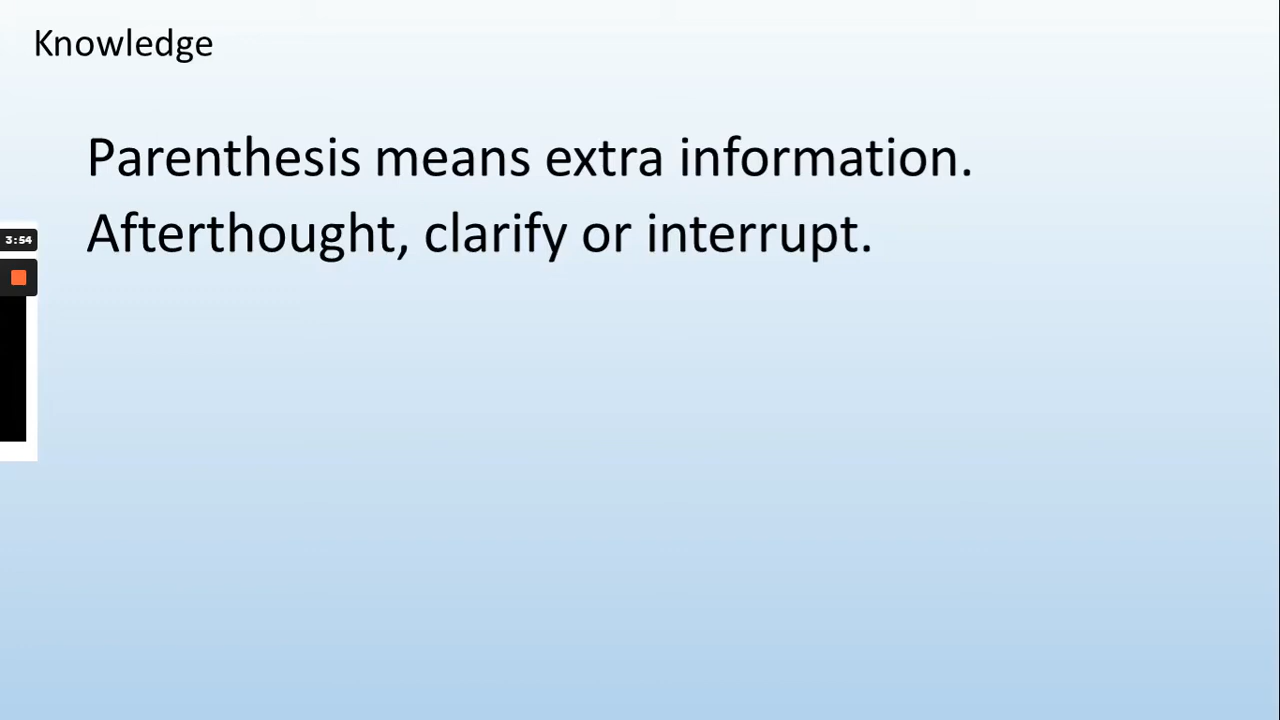 Knowledge
Parenthesis means extra information.
Afterthought, clarify or interrupt.
3:54